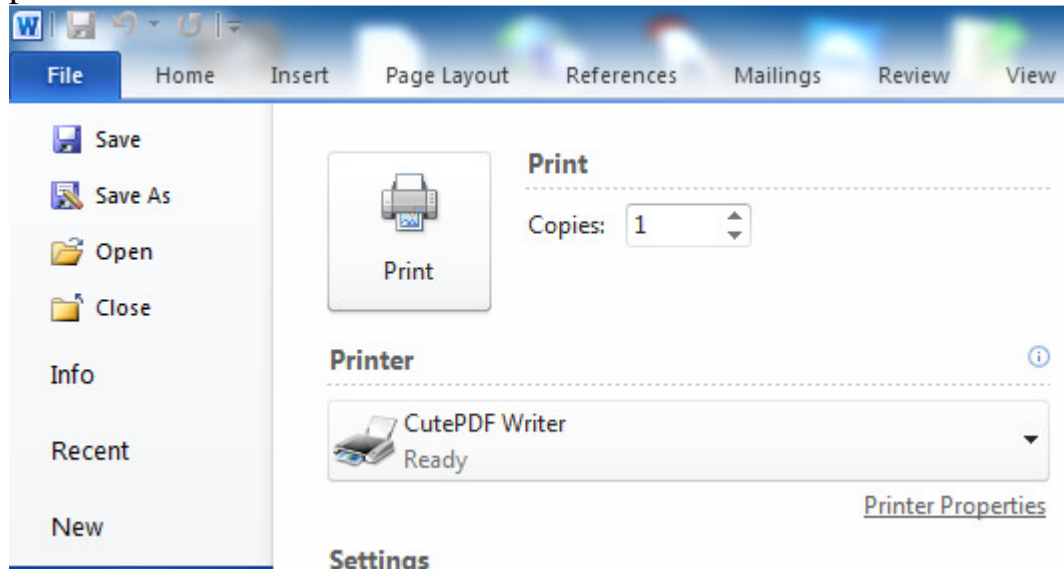 W
File Home Insert Page Layout References Mailings Review View
Save
Save As
Open
Close
Info
Recent
New
Print
Print
Copies: 1
Printer
CutePDF Writer
Ready
Printer Properties
Settings